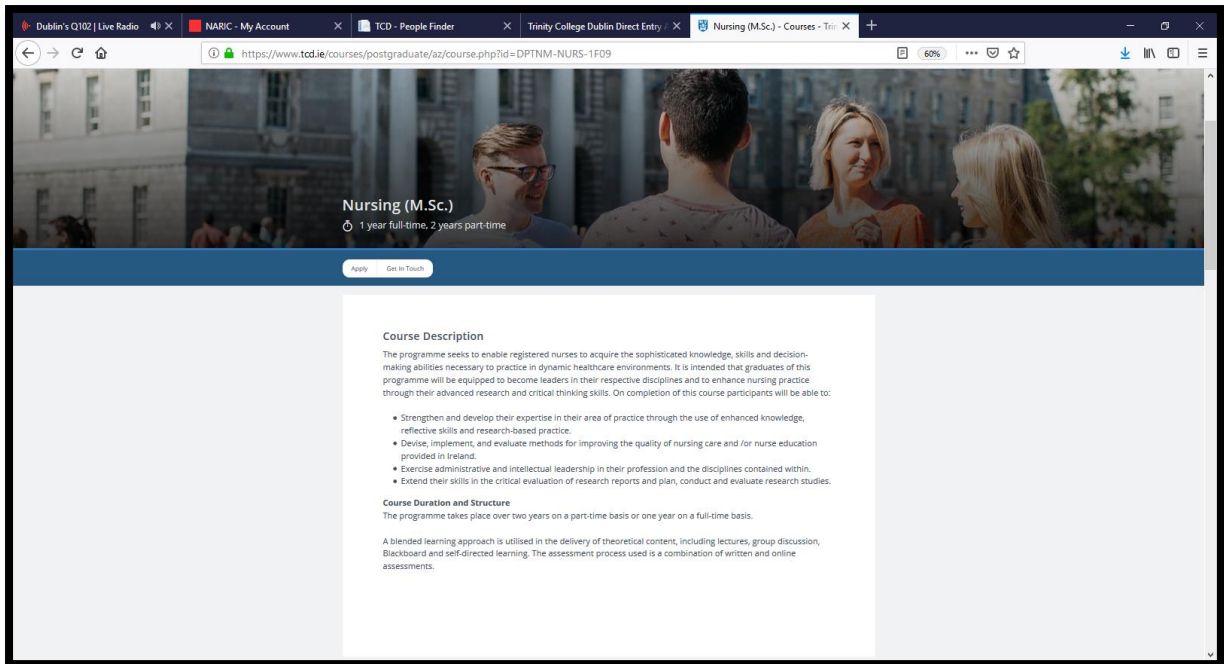 Dublin's Q102 | Live Radio
NARIC - My Account
TCD - People Finder
Trinity College Dublin Direct Entry
Nursing (M.Sc.) - Courses - Trin
https://www.tcd.ie/courses/postgraduate/az/course.php?id=DPTNM-NURS-1F09
60%
Nursing (M.Sc.)
1 year full-time, 2 years part-time
Apply Get In Touch
Course Description
The programme seeks to enable registered nurses to acquire the sophisticated knowledge, skills and decision-
making abilities necessary to practice in dynamic healthcare environments. It is intended that graduates of this
programme will be equipped to become leaders in their respective disciplines and to enhance nursing practice
through their advanced research and critical thinking skills. On completion of this course participants will be able to:
• Strengthen and develop their expertise in their area of practice through the use of enhanced knowledge,
reflective skills and research-based practice.
• Devise, implement, and evaluate methods for improving the quality of nursing care and /or nurse education
provided in Ireland.
• Exercise administrative and intellectual leadership in their profession and the disciplines contained within.
• Extend their skills in the critical evaluation of research reports and plan, conduct and evaluate research studies.
Course Duration and Structure
The programme takes place over two years on a part-time basis or one year on a full-time basis.
A blended learning approach is utilised in the delivery of theoretical content, including lectures, group discussion,
Blackboard and self-directed learning. The assessment process used is a combination of written and online
assessments.